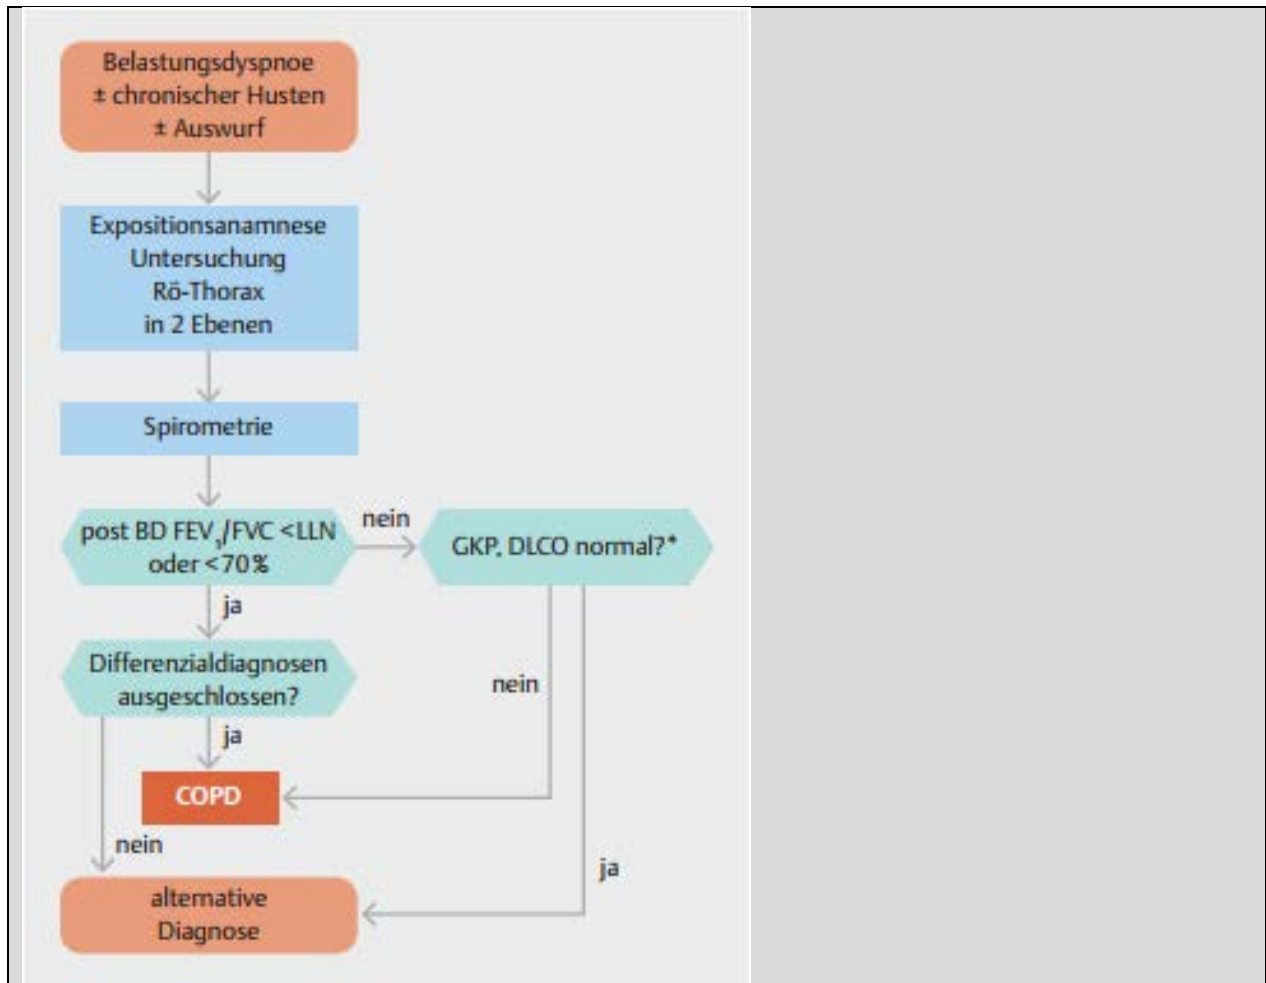 Belastungsdyspnoe
± chronischer Husten
± Auswurf
Expositionsanamnese
Untersuchung
Rö-Thorax
in 2 Ebenen
Spirometrie
post BD FEV₁/FVC <LLN
oder <70%
nein
GKP, DLCO normal?*
ja
Differenzialdiagnosen
ausgeschlossen?
nein
ja
COPD
nein
ja
alternative
Diagnose